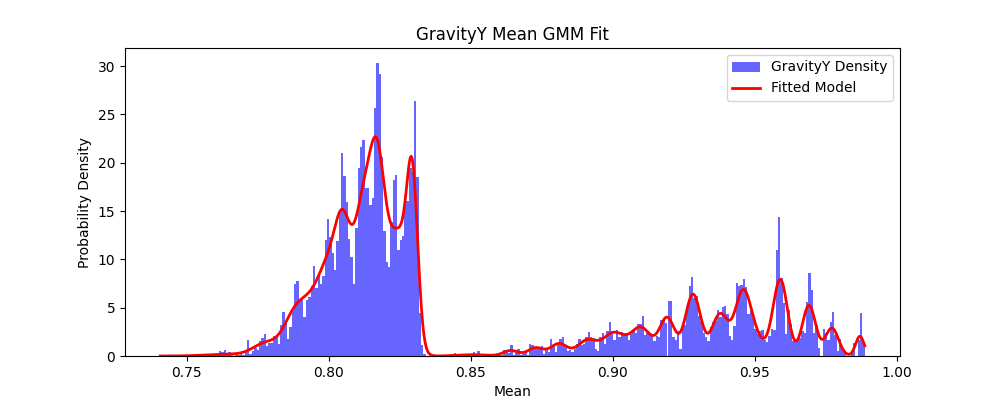 GravityY Mean GMM Fit
GravityY Density
Fitted Model
Probability Density
30
25
20
15
10
5
0
0.75 0.80 0.85 0.90 0.95 1.00
Mean